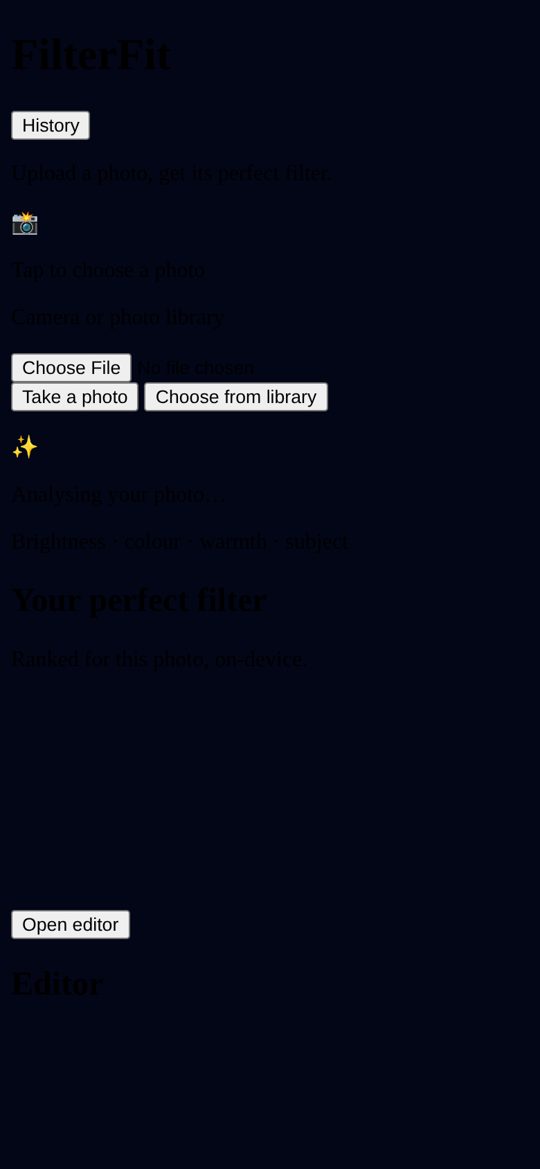 FilterFit
History
Upload a photo, get its perfect filter.
Tap to choose a photo
Camera or photo library
Choose File No file chosen
Take a photo Choose from library
Analysing your photo…
Brightness · colour · warmth · subject
Your perfect filter
Ranked for this photo, on-device.
Open editor
Editor